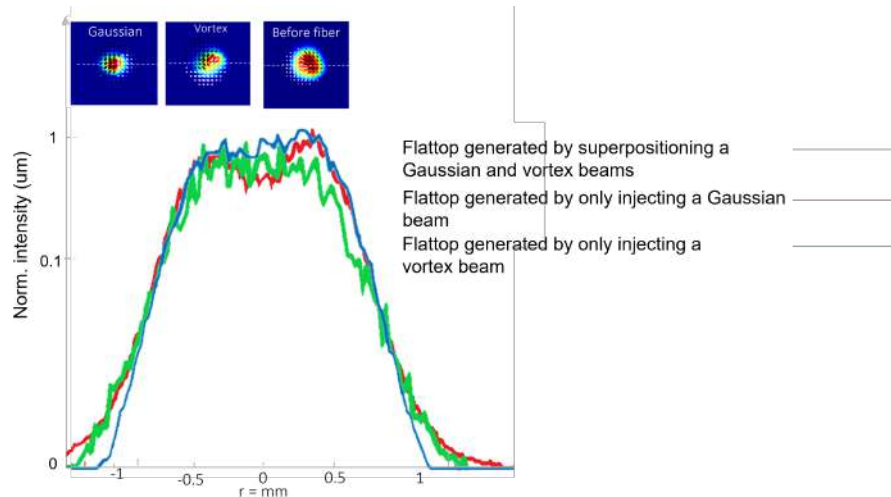 Gaussian
Vortex
Before fiber
1
Norm. intensity (um)
0.1
0
-1
-0.5
0
0.5
1
r = mm
Flattop generated by superpositioning a
Gaussian and vortex beams
Flattop generated by only injecting a Gaussian
beam
Flattop generated by only injecting a
vortex beam